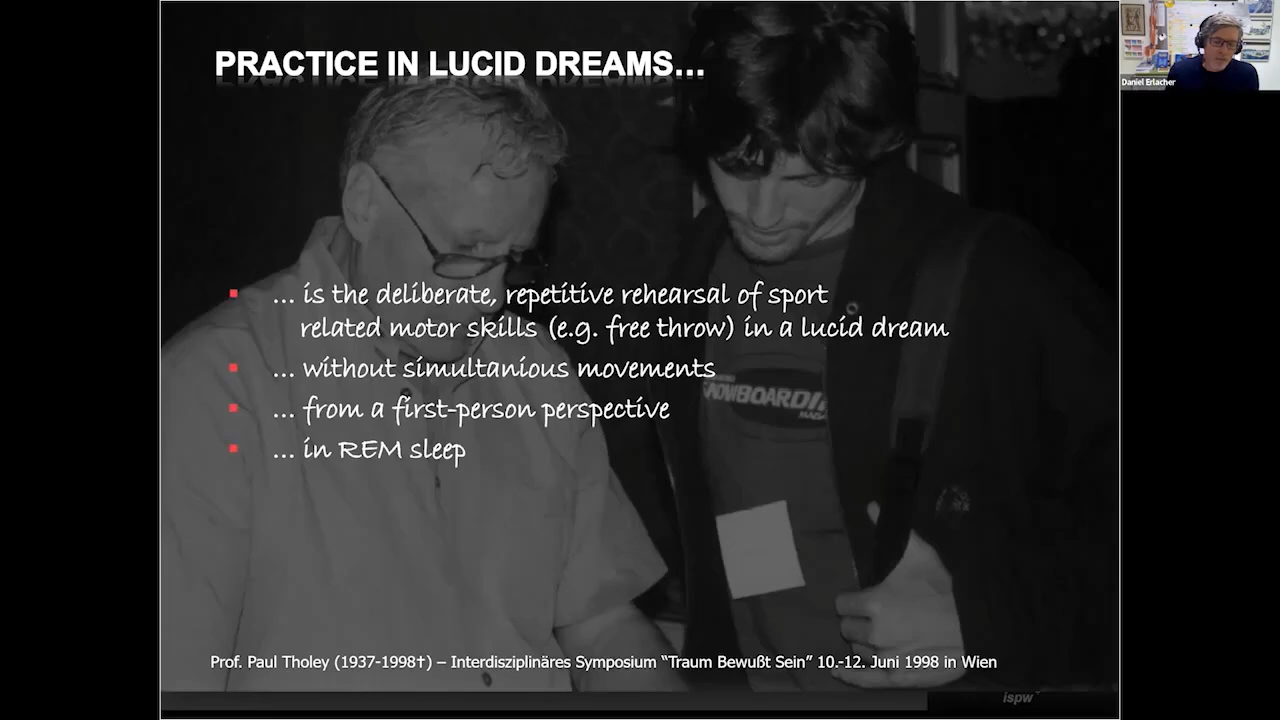 PRACTICE IN LUCID DREAMS...
Daniel Erlacher
... is the deliberate, repetitive rehearsal of sport
related motor skills (e.g. free throw) in a lucid dream
... without simultanious movements
... from a first-person perspective
... in REM sleep
Prof. Paul Tholey (1937-1998†) – Interdisziplinäres Symposium “Traum Bewußt Sein” 10.-12. Juni 1998 in Wien
ispw